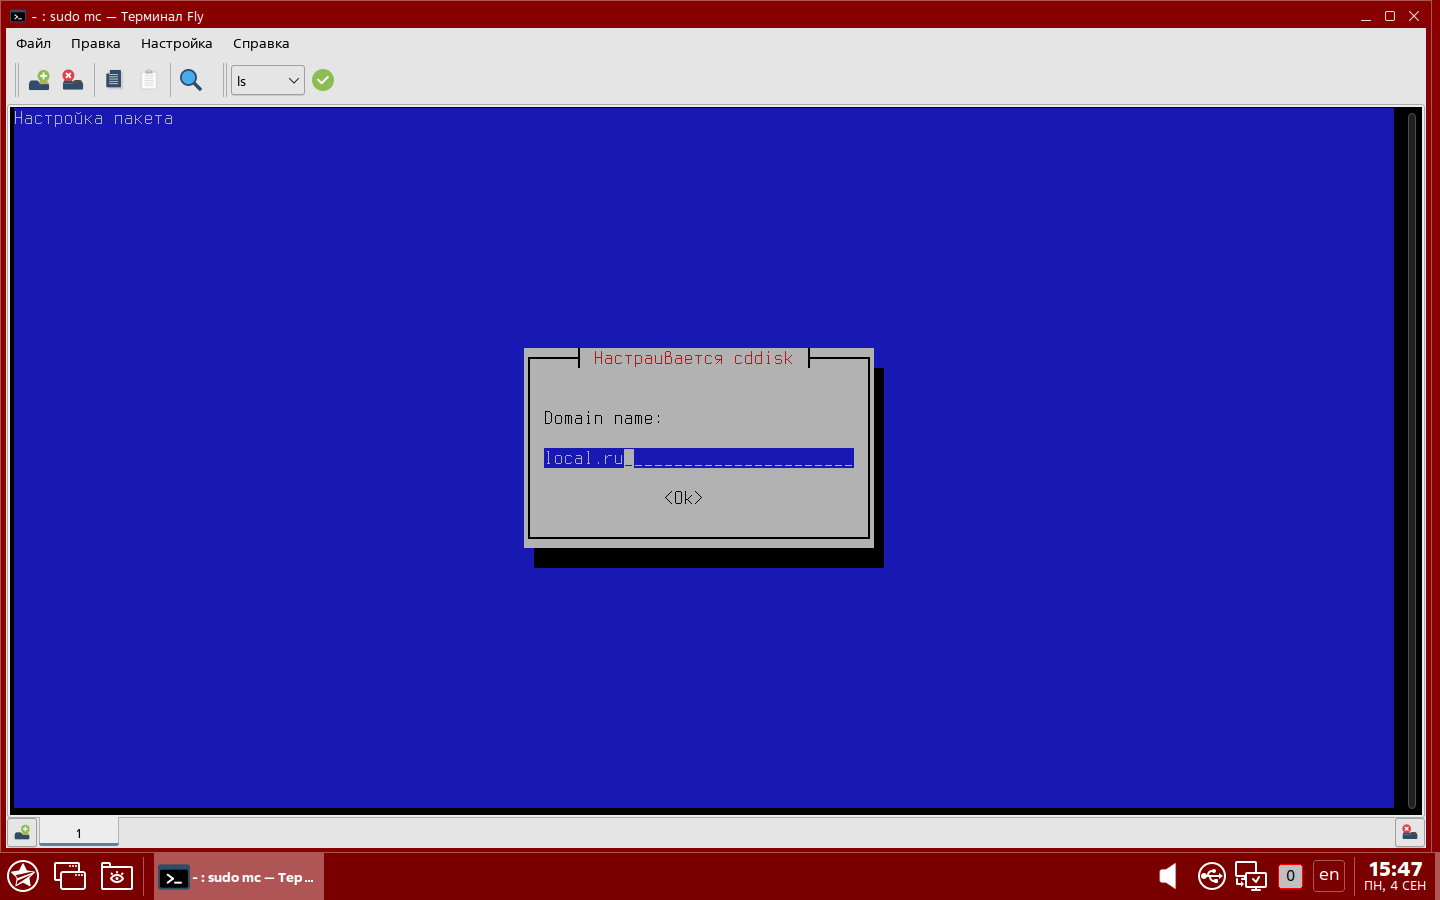 - : sudo mc — Терминал Fly
Файл Правка Настройка Справка
ls
Настройка пакета
Настраивается cddisk
Domain name:
local.ru
<Ok>
1
- : sudo mc — Тер...
0
en
15:47
ПН, 4 СЕН